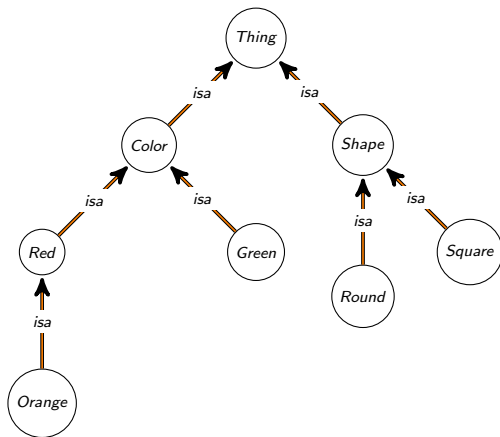 Thing
isa
isa
Color
Shape
isa
isa
isa
isa
Red
Green
Square
Round
isa
Orange